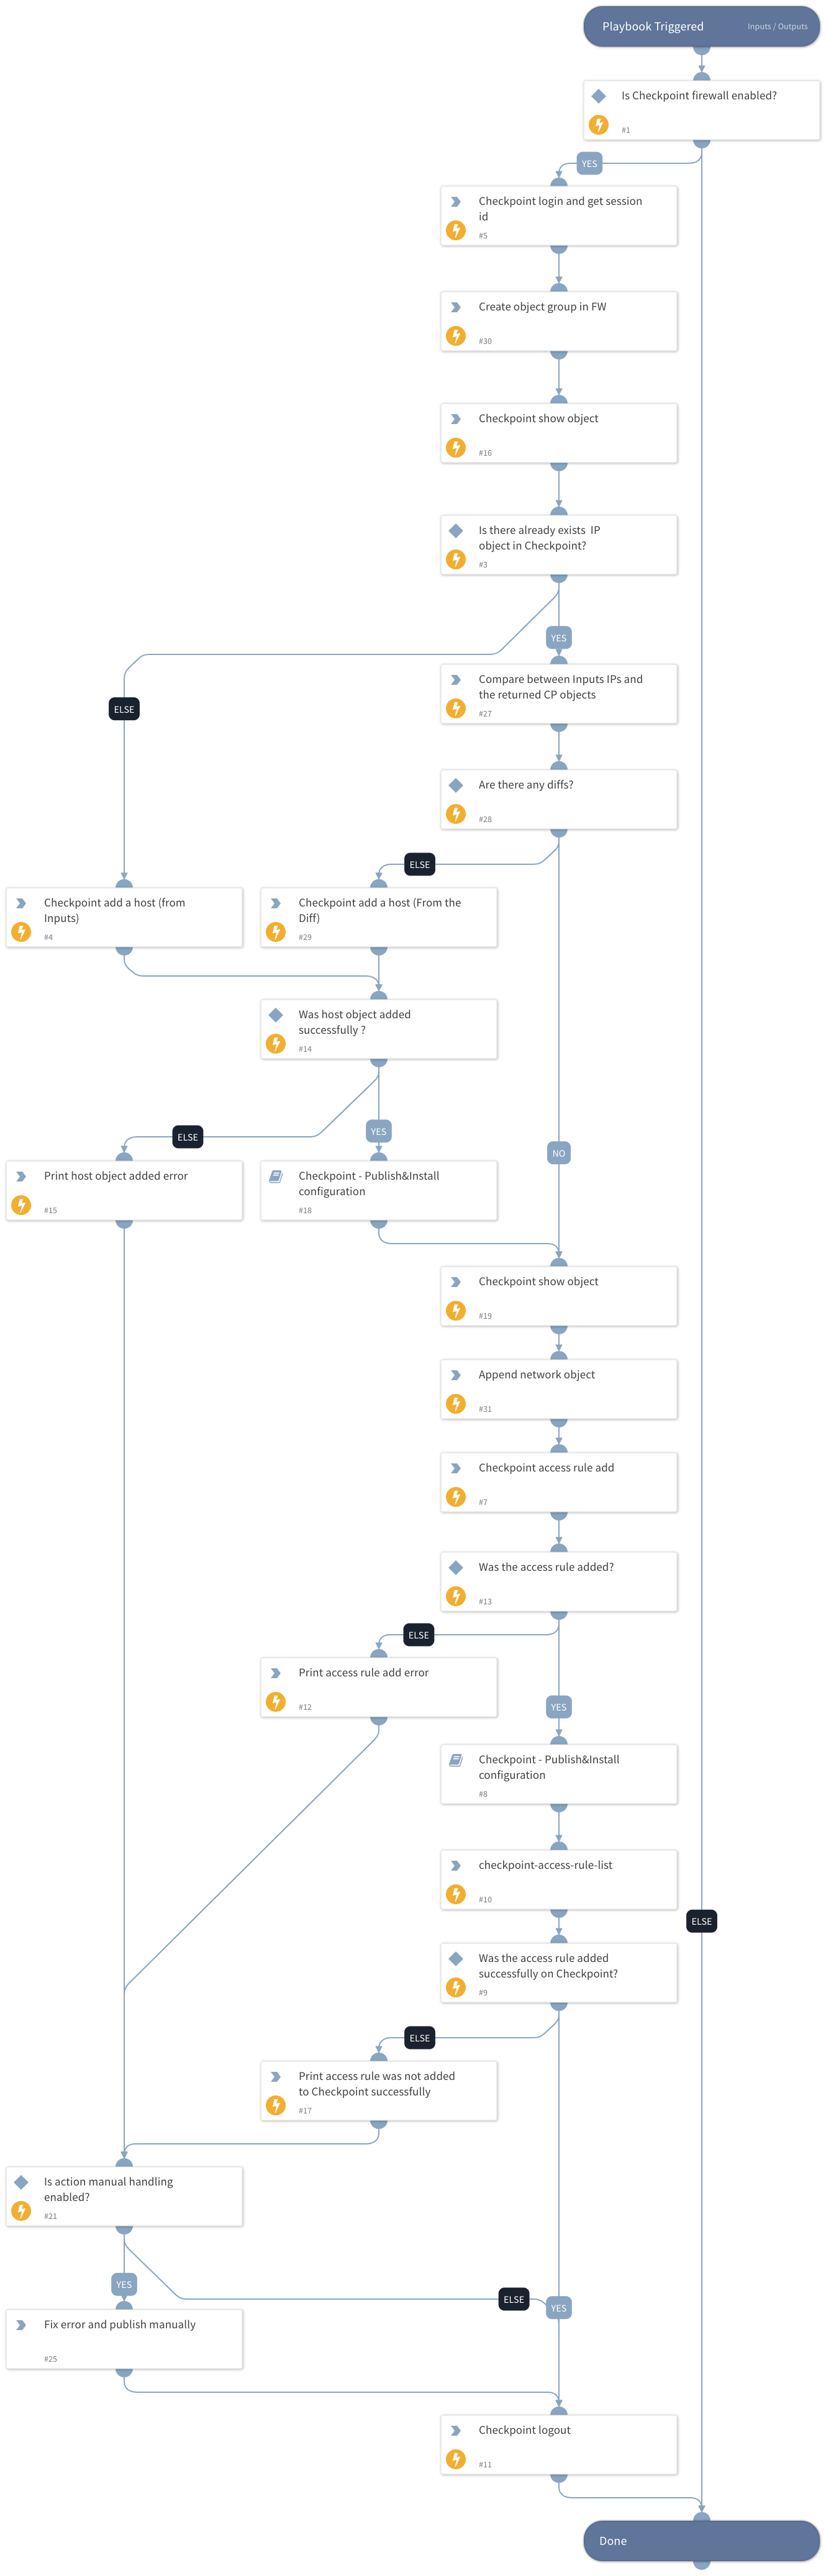 Playbook Triggered
Inputs / Outputs
Is Checkpoint firewall enabled?
#1
YES
Checkpoint login and get session
id
#5
Create object group in FW
#30
Checkpoint show object
#16
Is there already exists  IP
object in Checkpoint?
#3
YES
Compare between Inputs IPs and
the returned CP objects
#27
ELSE
Are there any diffs?
#28
ELSE
Checkpoint add a host (from
Inputs)
#4
Checkpoint add a host (From the
Diff)
#29
Was host object added
successfully ?
#14
ELSE
YES
NO
Print host object added error
#15
Checkpoint - Publish&Install
configuration
#18
Checkpoint show object
#19
Append network object
#31
Checkpoint access rule add
#7
Was the access rule added?
#13
ELSE
Print access rule add error
#12
YES
Checkpoint - Publish&Install
configuration
#8
checkpoint-access-rule-list
#10
ELSE
Was the access rule added
successfully on Checkpoint?
#9
ELSE
Print access rule was not added
to Checkpoint successfully
#17
Is action manual handling
enabled?
#21
YES
ELSE
YES
Fix error and publish manually
#25
Checkpoint logout
#11
Done